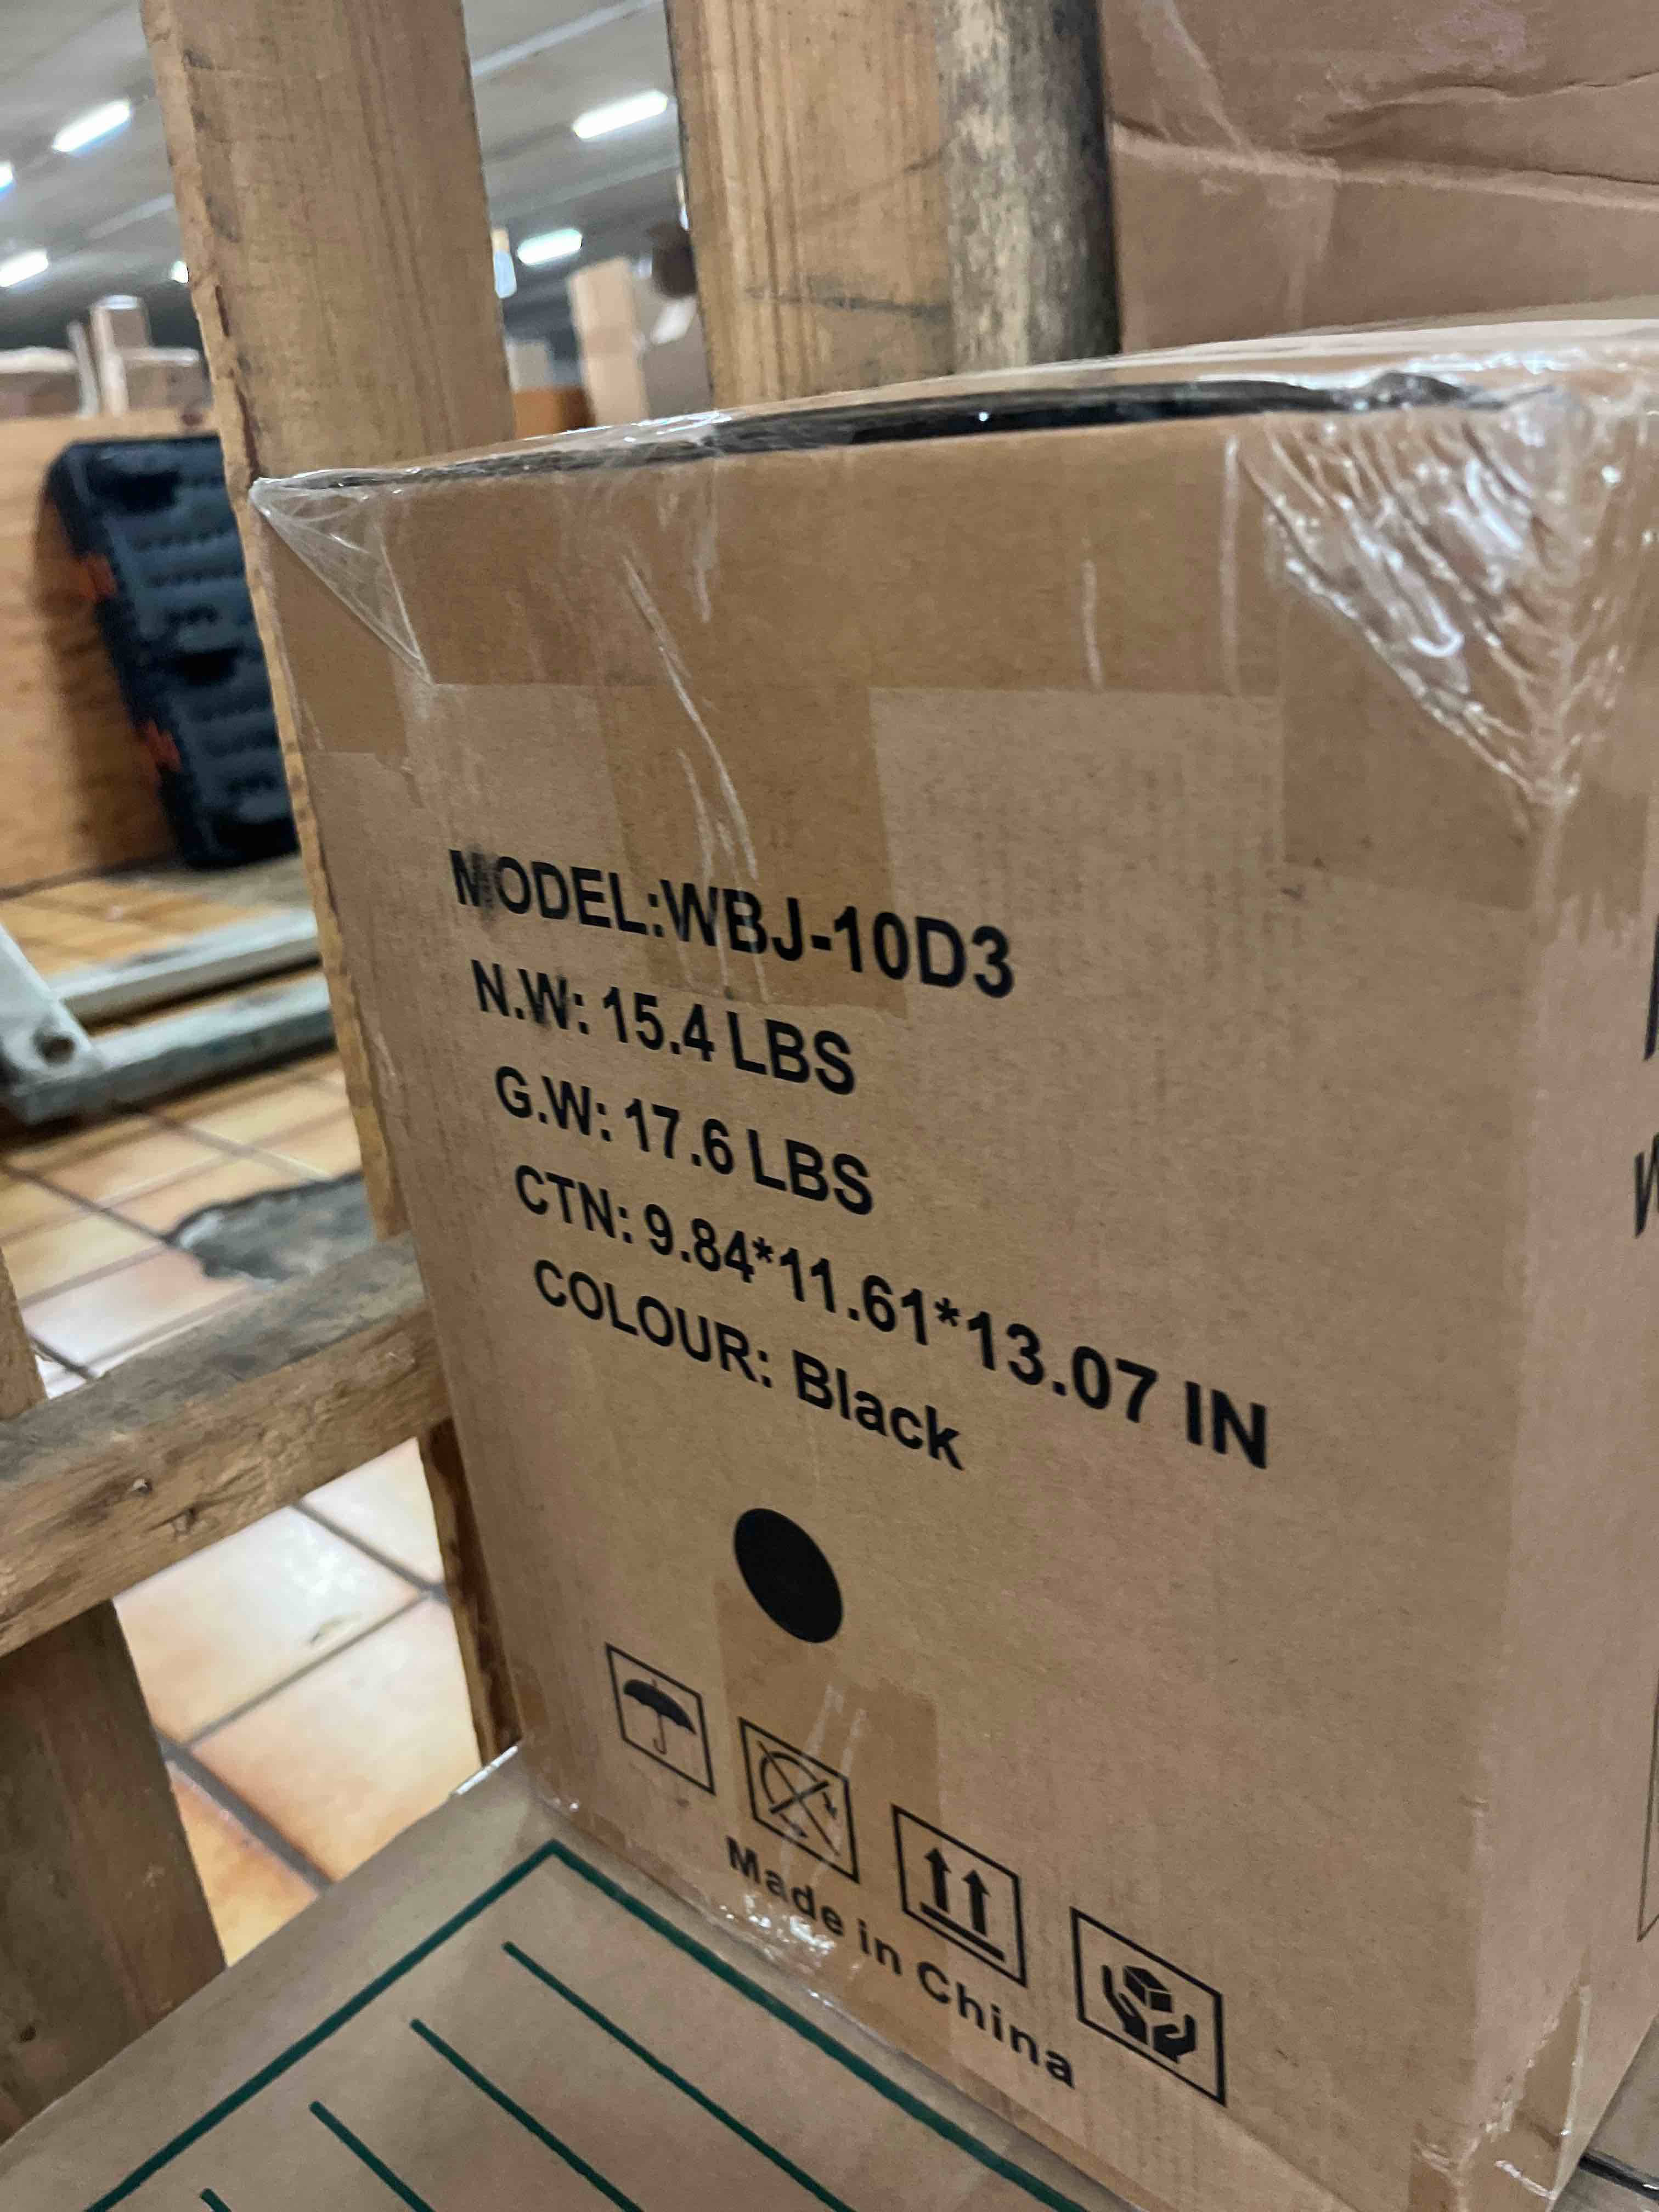 MODEL:WBJ-10D3
N.W: 15.4 LBS
G.W: 17.6 LBS
CTN: 9.84*11.61*13.07 IN
COLOUR: Black
Made in China